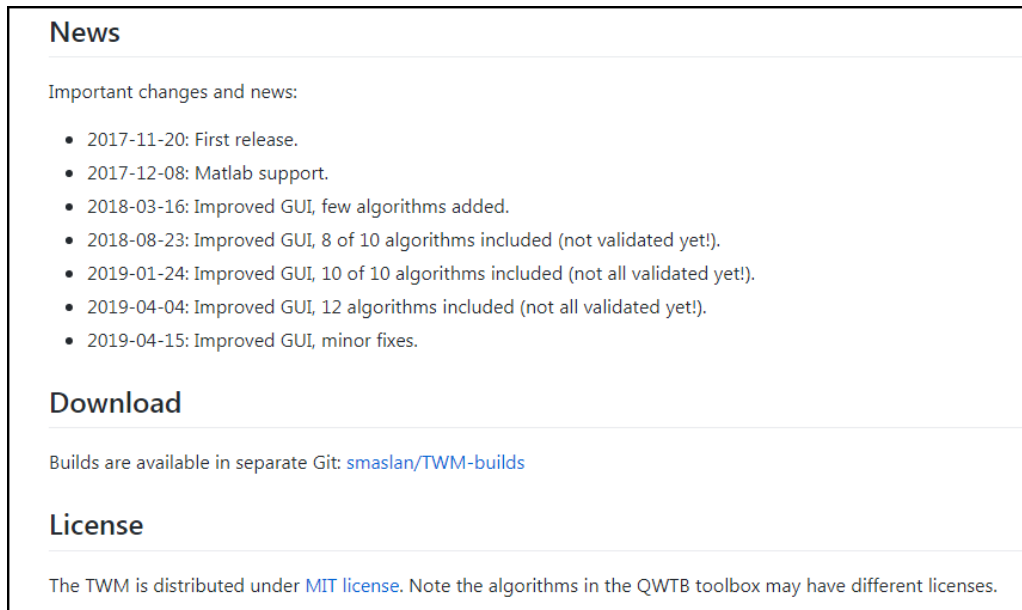 News
Important changes and news:
2017-11-20: First release.
2017-12-08: Matlab support.
2018-03-16: Improved GUI, few algorithms added.
2018-08-23: Improved GUI, 8 of 10 algorithms included (not validated yet!).
2019-01-24: Improved GUI, 10 of 10 algorithms included (not all validated yet!).
2019-04-04: Improved GUI, 12 algorithms included (not all validated yet!).
2019-04-15: Improved GUI, minor fixes.
Download
Builds are available in separate Git: smaslan/TWM-builds
License
The TWM is distributed under MIT license. Note the algorithms in the QWTB toolbox may have different licenses.